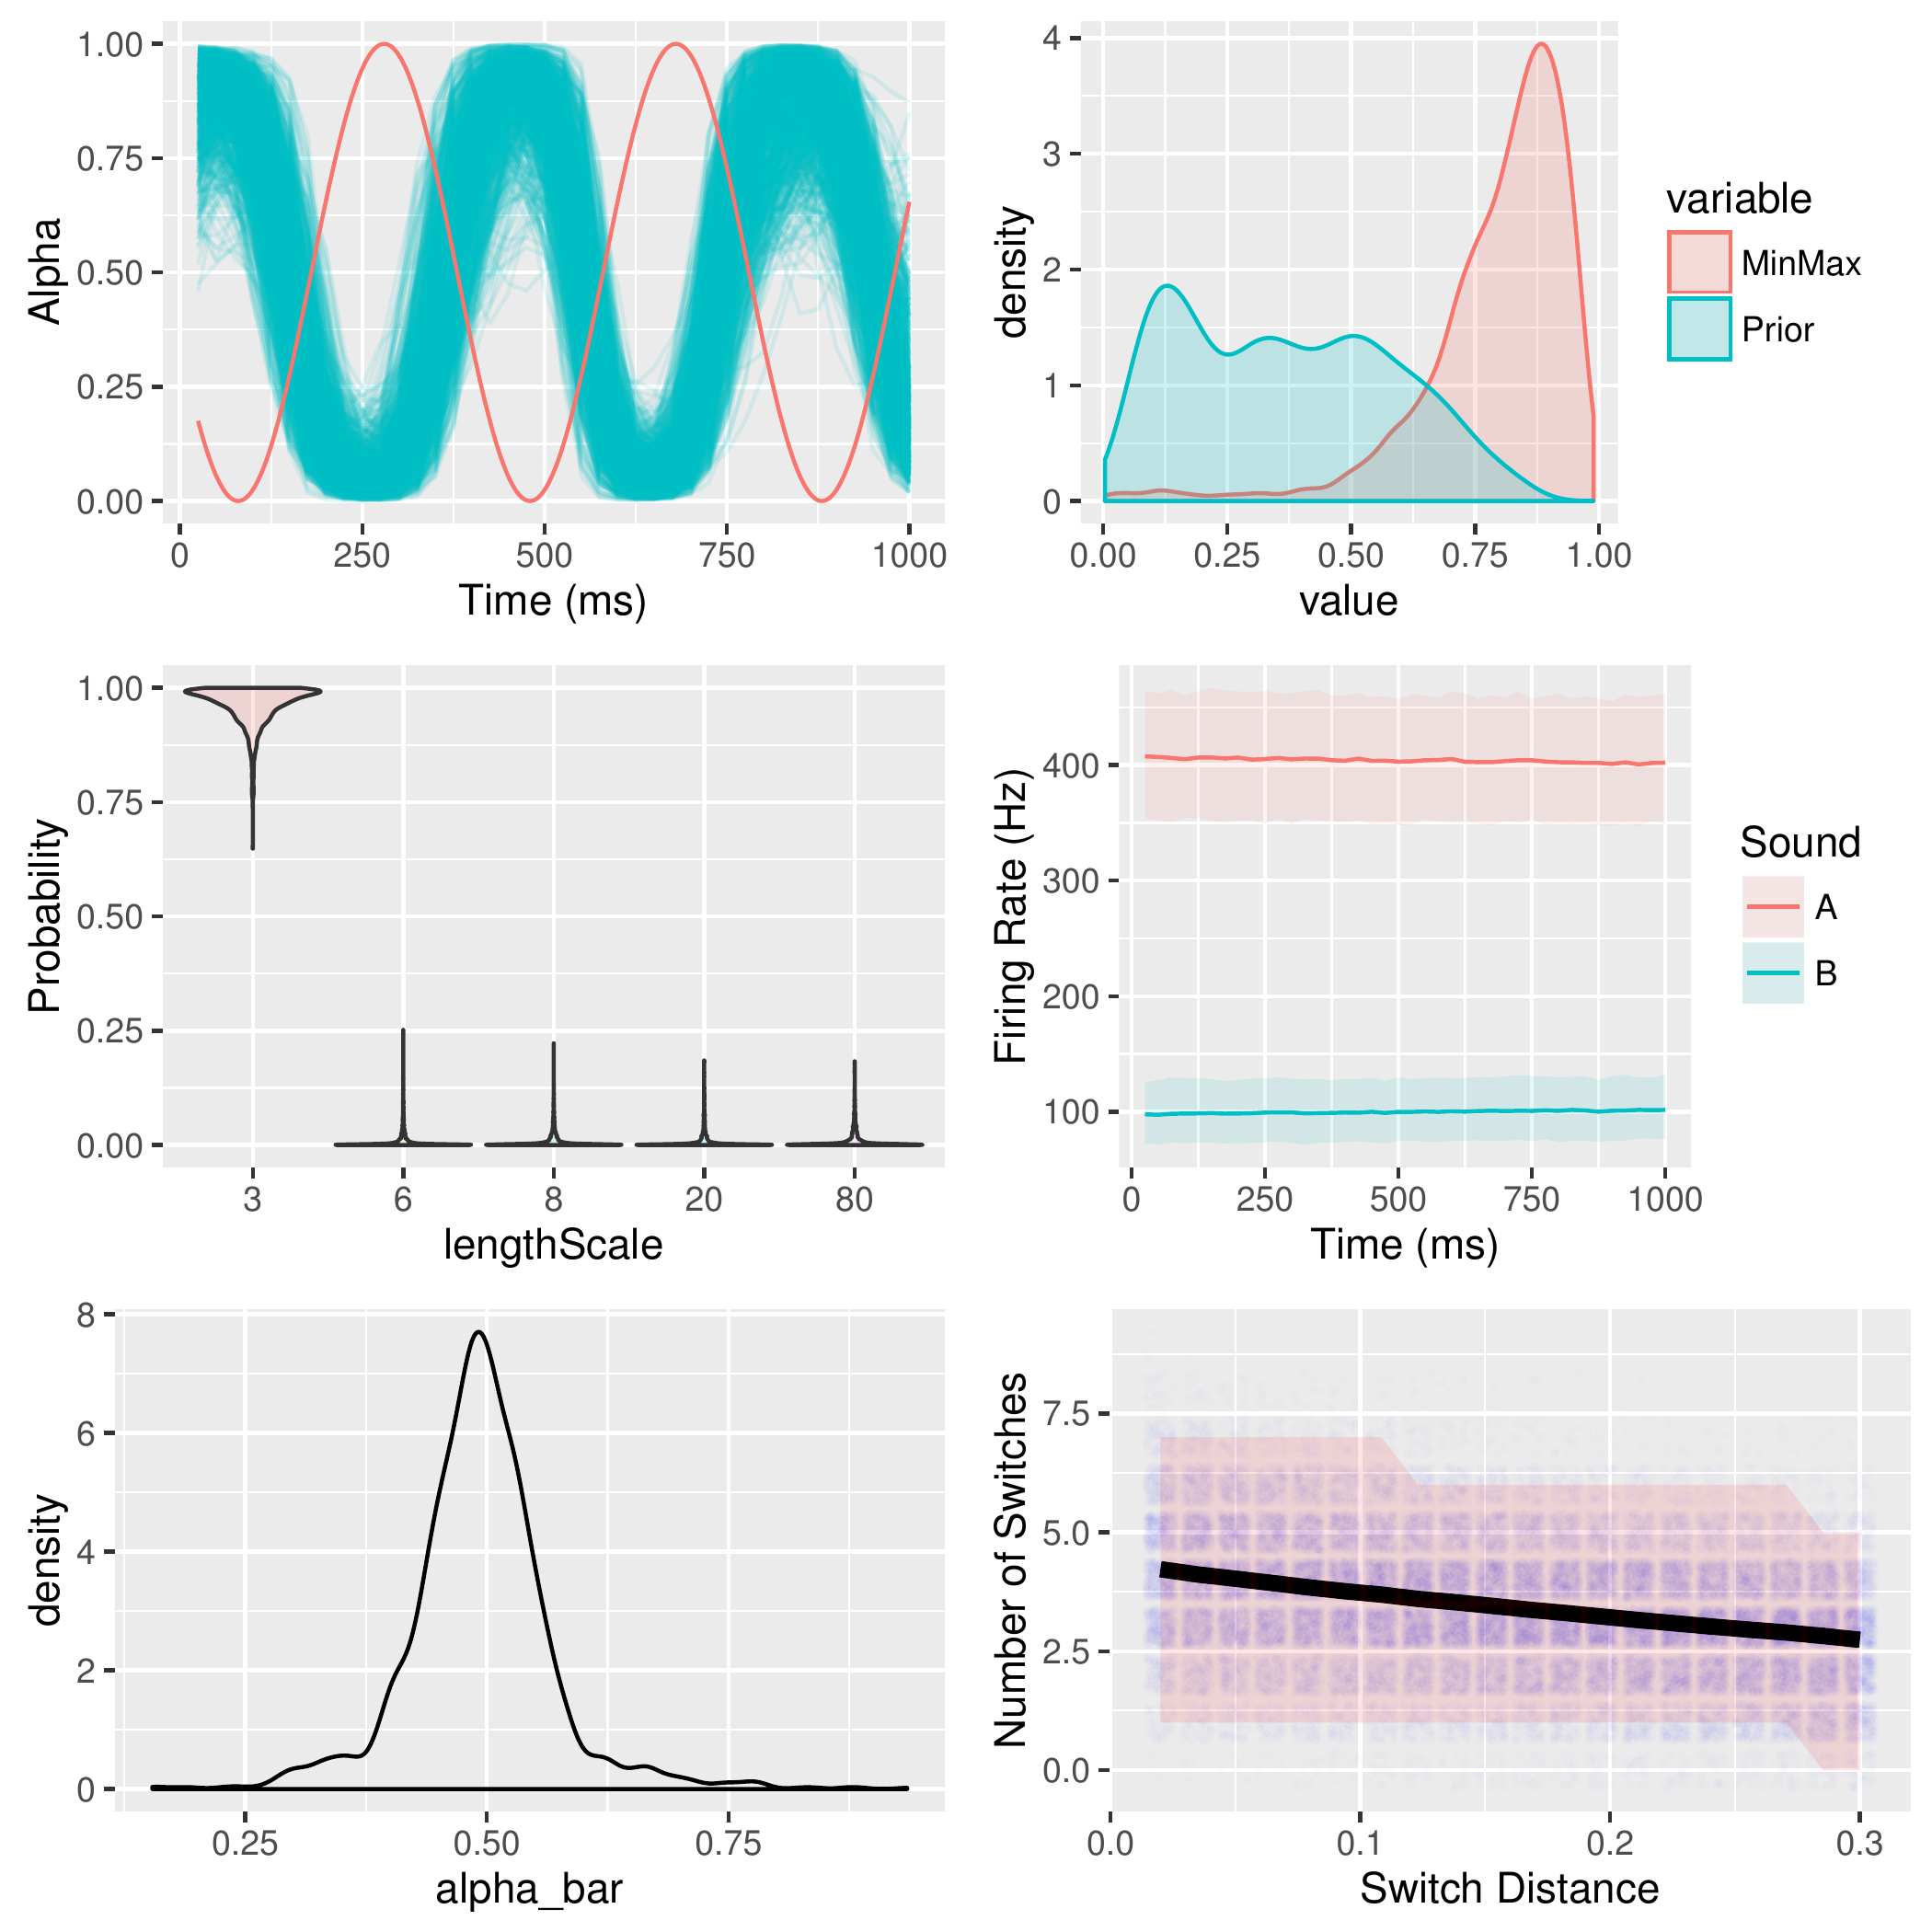 1.00
0.75
0.50
0.25
0.00
Alpha
0 250 500 750 1000
Time (ms)
4
3
2
1
0
density
0.00 0.25 0.50 0.75 1.00
value
variable
MinMax
Prior
1.00
0.75
0.50
0.25
0.00
Probability
3 6 8 20 80
lengthScale
400
300
200
100
Firing Rate (Hz)
0 250 500 750 1000
Time (ms)
Sound
A
B
8
6
4
2
0
density
0.25 0.50 0.75
alpha_bar
7.5
5.0
2.5
0.0
Number of Switches
0.0 0.1 0.2 0.3
Switch Distance